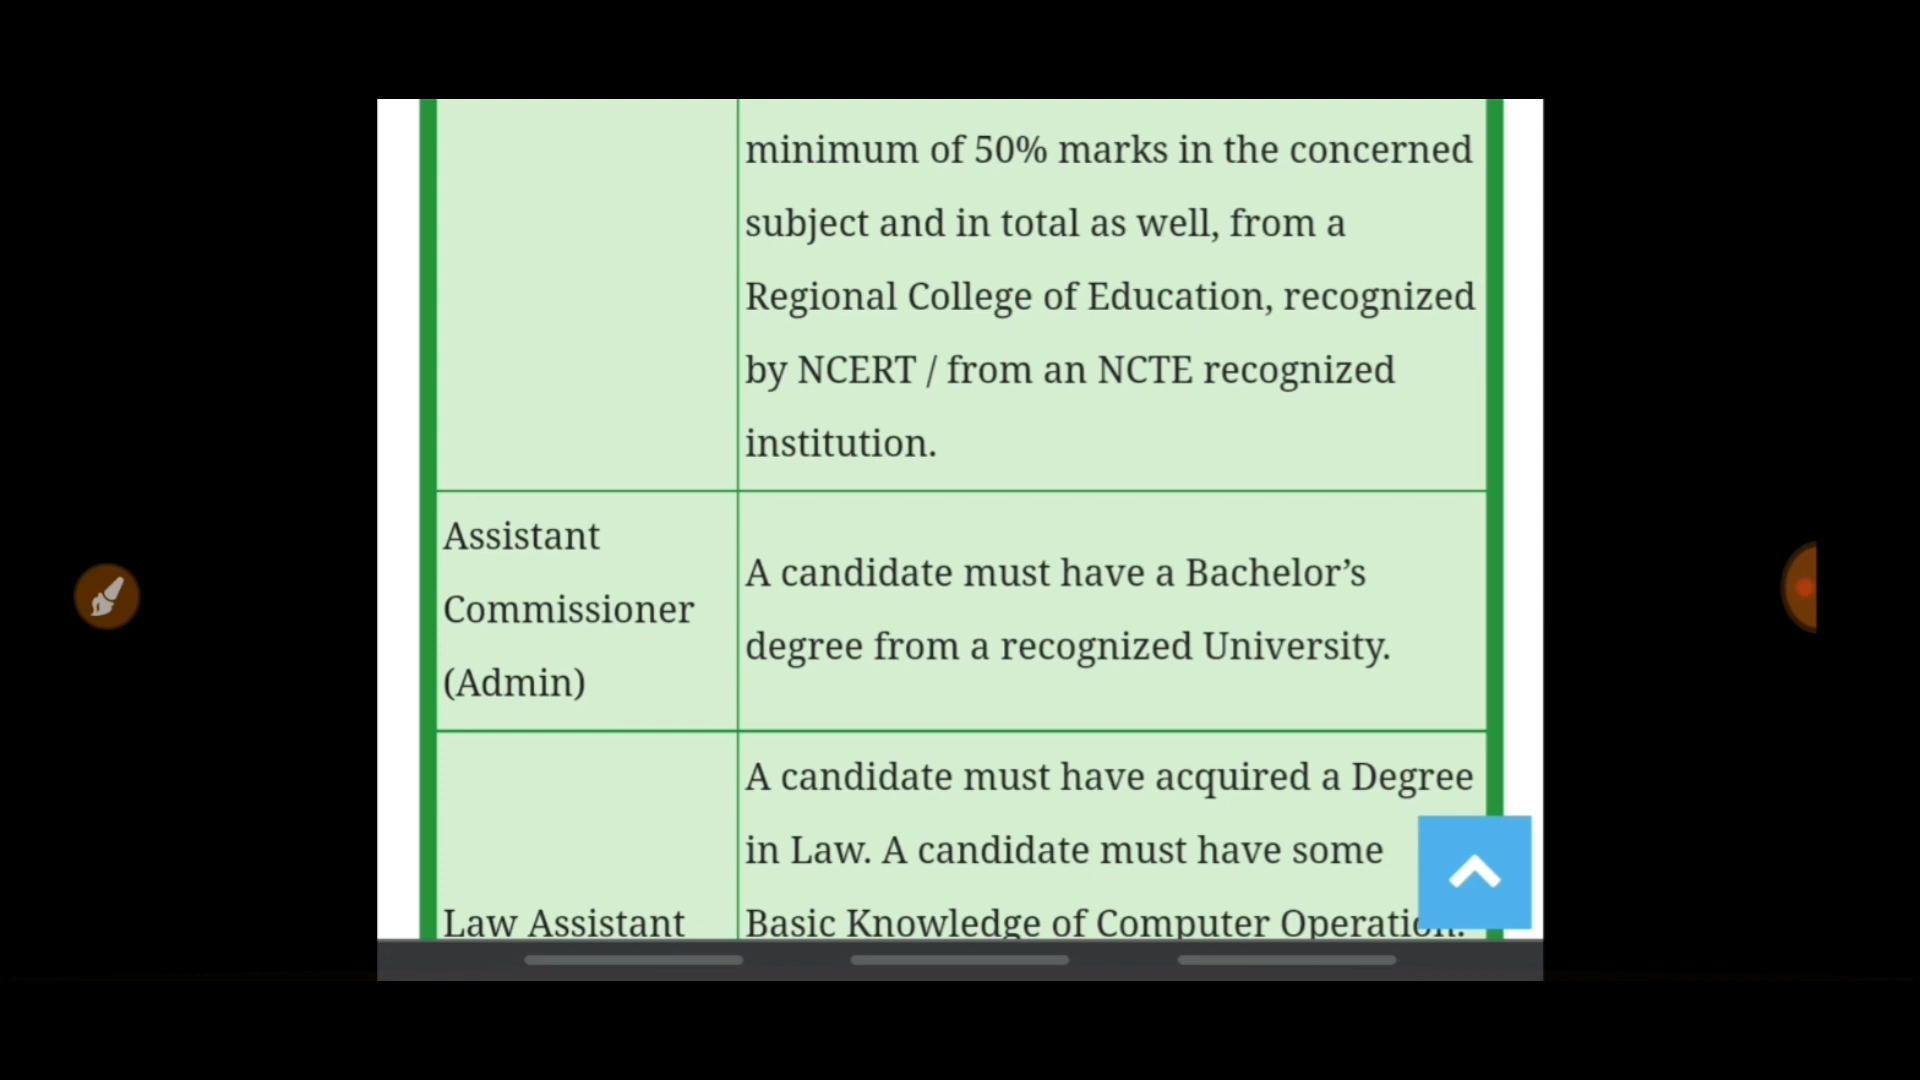 minimum of 50% marks in the concerned
subject and in total as well, from a
Regional College of Education, recognized
by NCERT / from an NCTE recognized
institution.
Assistant
Commissioner
(Admin)
A candidate must have a Bachelor’s
degree from a recognized University.
Law Assistant
A candidate must have acquired a Degree
in Law. A candidate must have some
Basic Knowledge of Computer Operation.